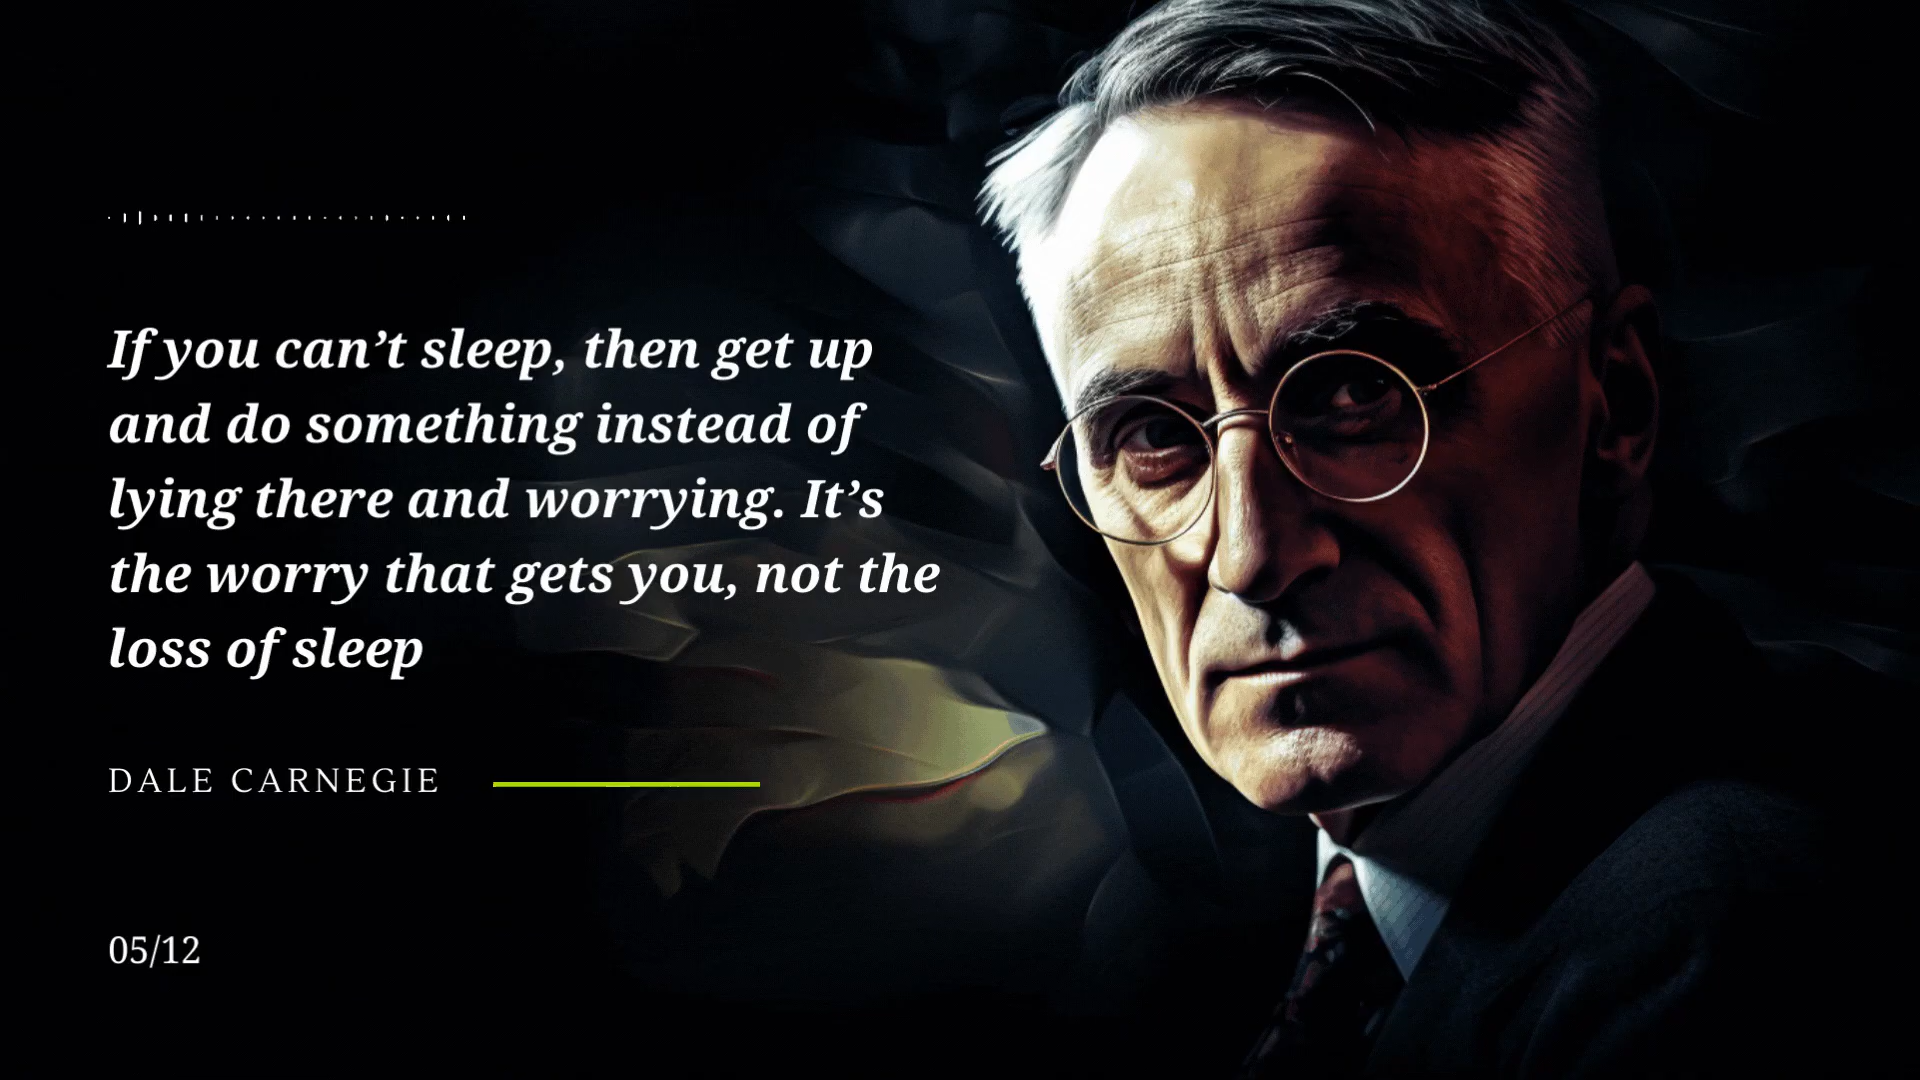 If you can’t sleep, then get up
and do something instead of
lying there and worrying. It’s
the worry that gets you, not the
loss of sleep
DALE CARNEGIE
05/12